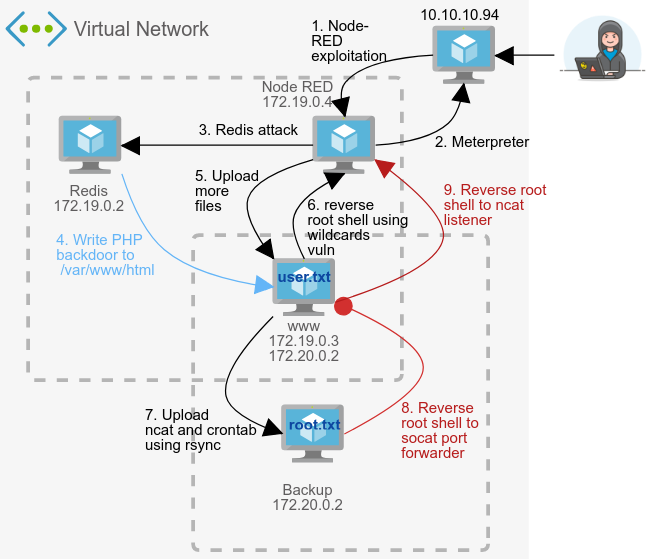 Virtual Network
10.10.10.94
1. Node-
RED
exploitation
Node RED
172.19.0.4
2. Meterpreter
3. Redis attack
Redis
172.19.0.2
4. Write PHP
backdoor to
/var/www/html
5. Upload
more
files
6. reverse
root shell using
wildcards
vuln
9. Reverse root
shell to ncat
listener
user.txt
www
172.19.0.3
172.20.0.2
7. Upload
ncat and crontab
using rsync
root.txt
8. Reverse
root shell to
socat port
forwarder
Backup
172.20.0.2